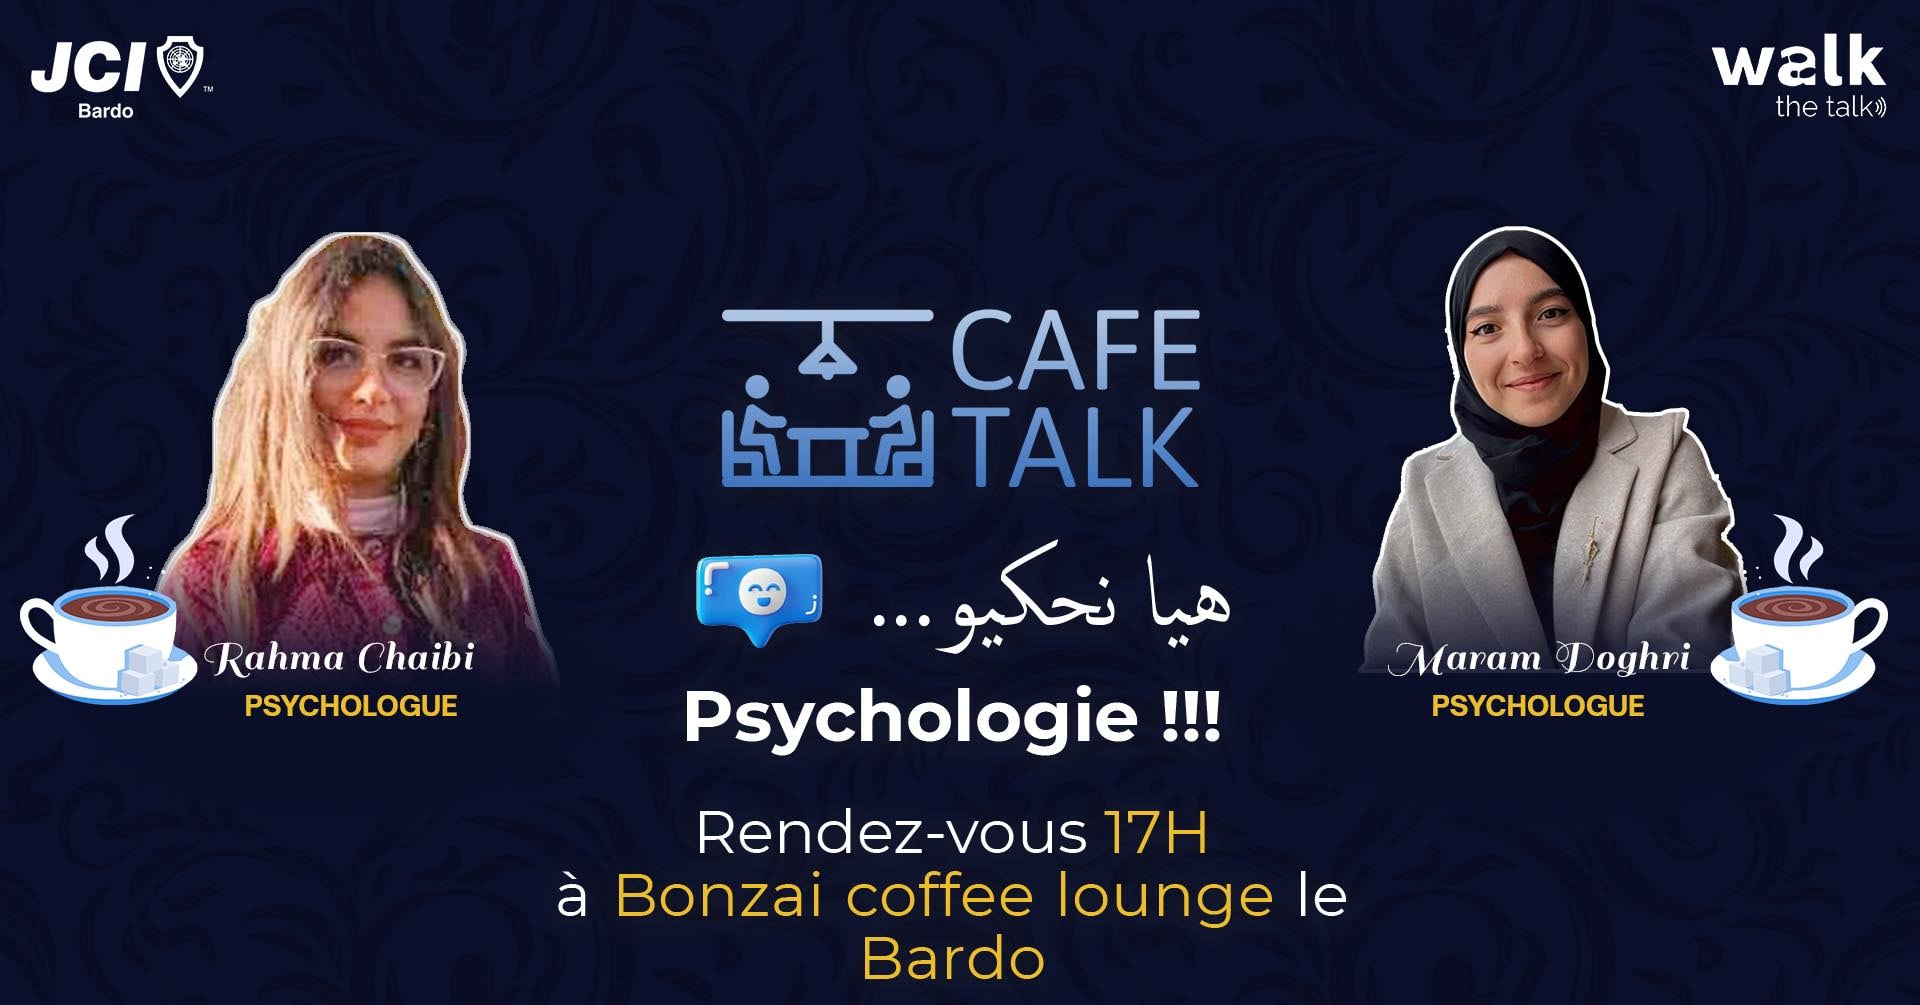 JCI
TM
Bardo
walk
the talk
CAFE
TALK
هيا نحكيو...
Rahma Chaibi
PSYCHOLOGUE
Maram Doghri
PSYCHOLOGUE
Psychologie !!!
Rendez-vous 17H
à Bonzai coffee lounge le
Bardo